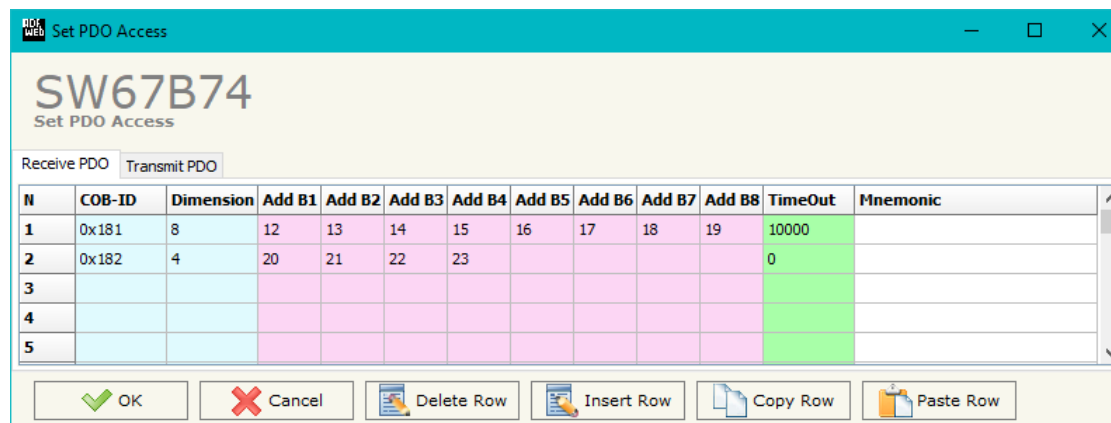 ADF
WEB Set PDO Access
SW67B74
Set PDO Access
Receive PDO Transmit PDO
N COB-ID Dimension Add B1 Add B2 Add B3 Add B4 Add B5 Add B6 Add B7 Add B8 TimeOut Mnemonic
1 0x181 8 12 13 14 15 16 17 18 19 10000
2 0x182 4 20 21 22 23 0
3
4
5
OK Cancel Delete Row Insert Row Copy Row Paste Row